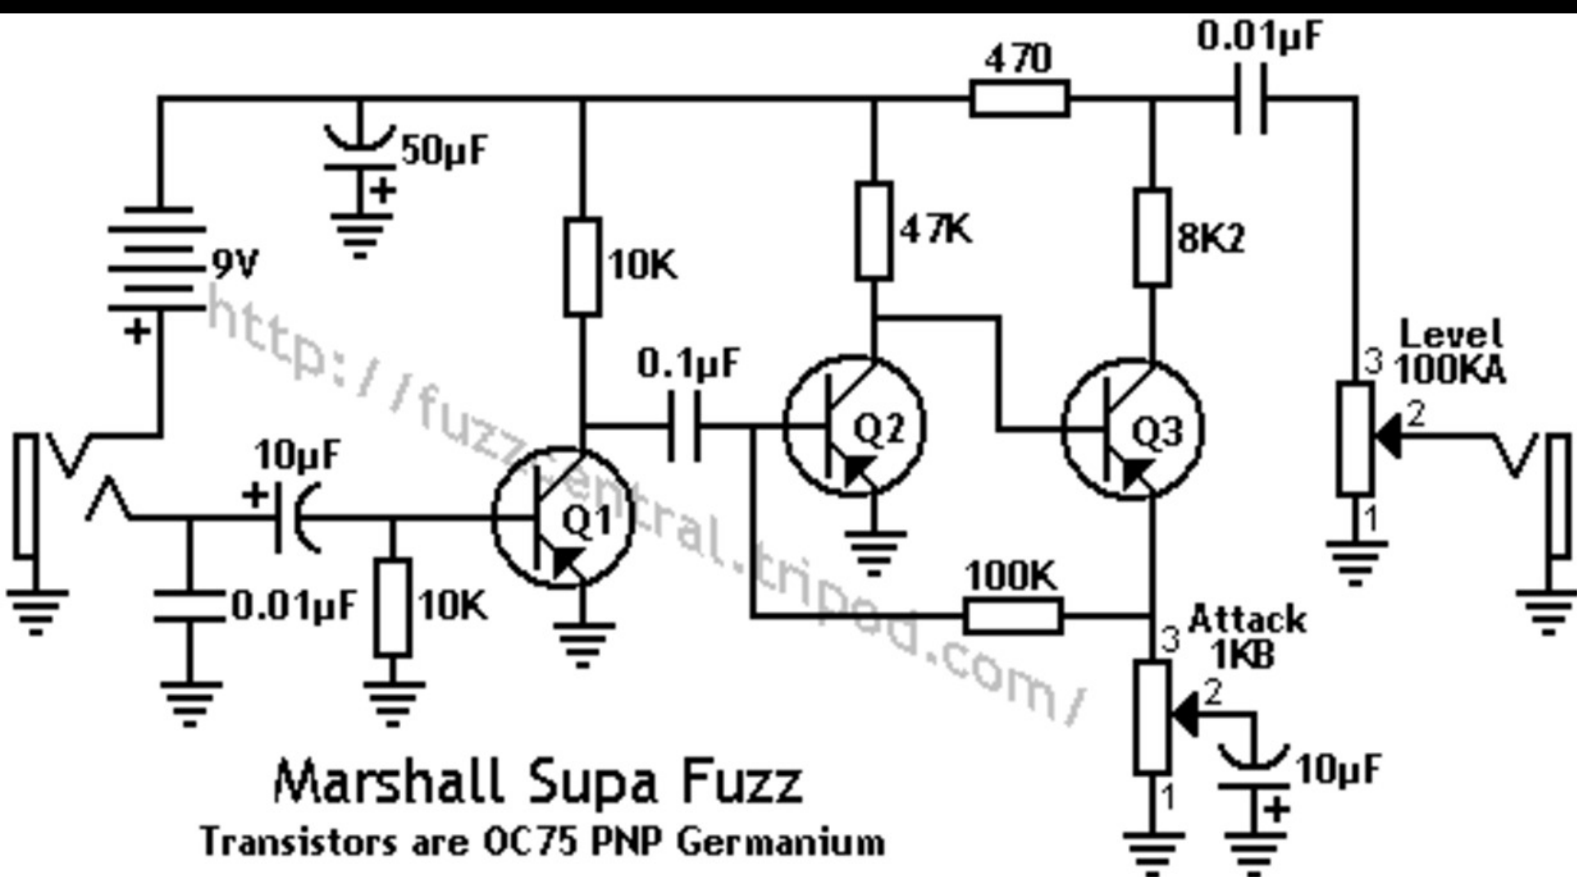 0.01µF
470
50µF
47K
8K2
9V
10K
Level
100KA
0.1µF
3
2
Q2
Q3
10µF
1
Q1
http://fuzzcentral.tripod.com/
100K
0.01µF
10K
Attack
1KB
3
2
10µF
1
Marshall Supa Fuzz
Transistors are OC75 PNP Germanium
+
+
+
+